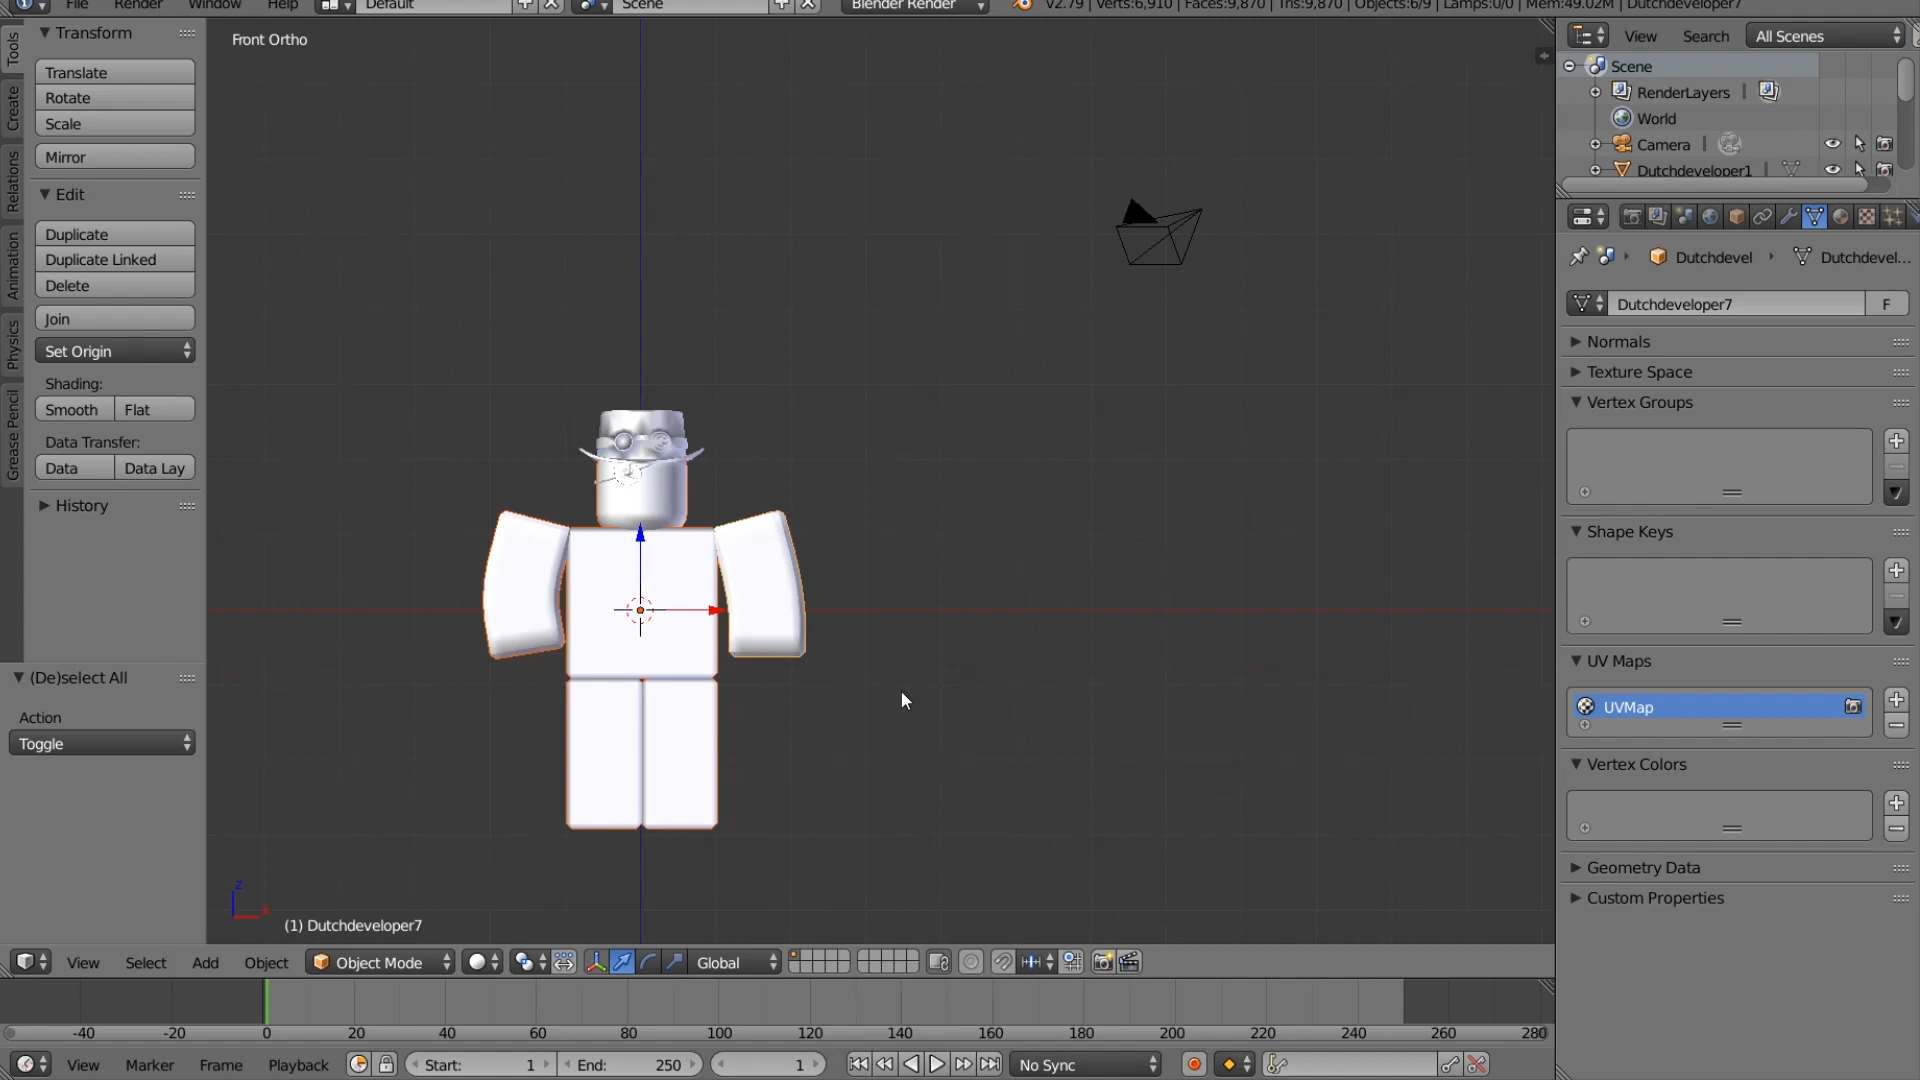 File Render Window Help Default Scene Blender Render v2.79 | Verts:6,910 | Faces:9,870 | Tris:9,870 | Objects:6/9 | Lamps:0/0 | Mem:49.02M | Dutchdeveloper7
Tools
Create
Relations
Animation
Physics
Grease Pencil
Transform
Translate
Rotate
Scale
Mirror
Edit
Duplicate
Duplicate Linked
Delete
Join
Set Origin
Shading:
Smooth Flat
Data Transfer:
Data Data Lay
History
(De)select All
Action
Toggle
Front Ortho
z
x
(1) Dutchdeveloper7
View Search All Scenes
Scene
RenderLayers
World
Camera
Dutchdeveloper1
Dutchdevel Dutchdevel...
Dutchdeveloper7 F
Normals
Texture Space
Vertex Groups
Shape Keys
UV Maps
UVMap
Vertex Colors
Geometry Data
Custom Properties
View Select Add Object Object Mode Global
-40 -20 0 20 40 60 80 100 120 140 160 180 200 220 240 260 280
View Marker Frame Playback Start: 1 End: 250 1 No Sync